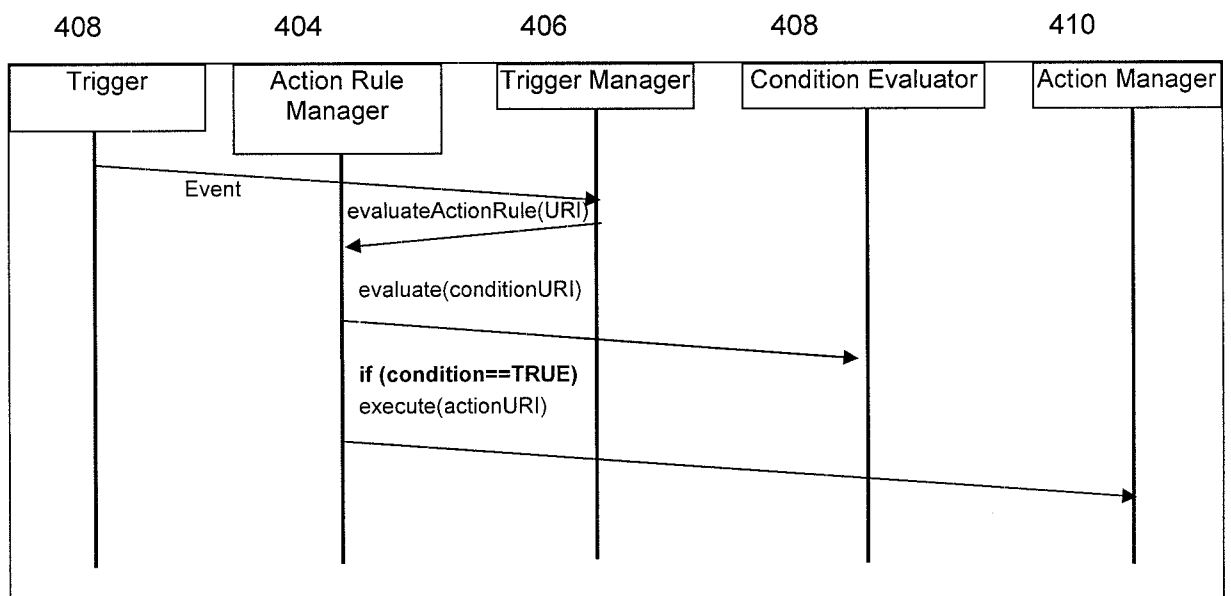 408 404 406 408 410
Trigger Action Rule Trigger Manager Condition Evaluator Action Manager
Manager
Event
evaluateActionRule(URI)
evaluate(conditionURI)
if (condition==TRUE)
execute(actionURI)